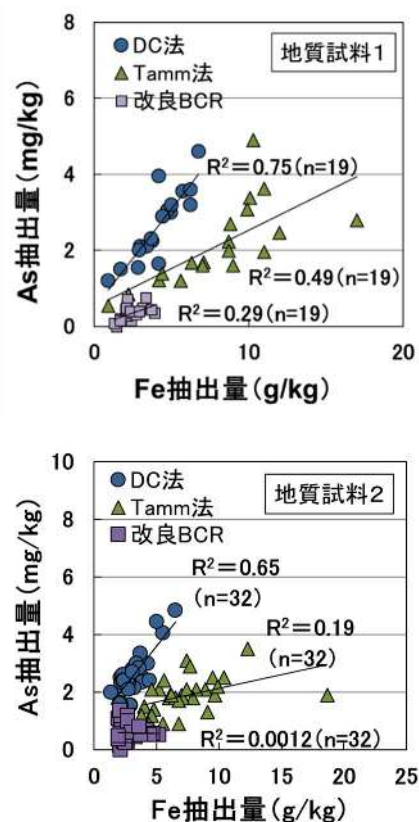 DC法
Tamm法
改良BCR
地質試料1
As抽出量(mg/kg)
8
6
4
2
0
R²=0.75(n=19)
R²=0.49(n=19)
R²=0.29(n=19)
0
10
20
Fe抽出量(g/kg)
DC法
Tamm法
改良BCR
地質試料2
As抽出量(mg/kg)
10
8
6
4
2
0
R²=0.65
(n=32)
R²=0.19
(n=32)
R²=0.0012(n=32)
0
5
10
15
20
25
Fe抽出量(g/kg)